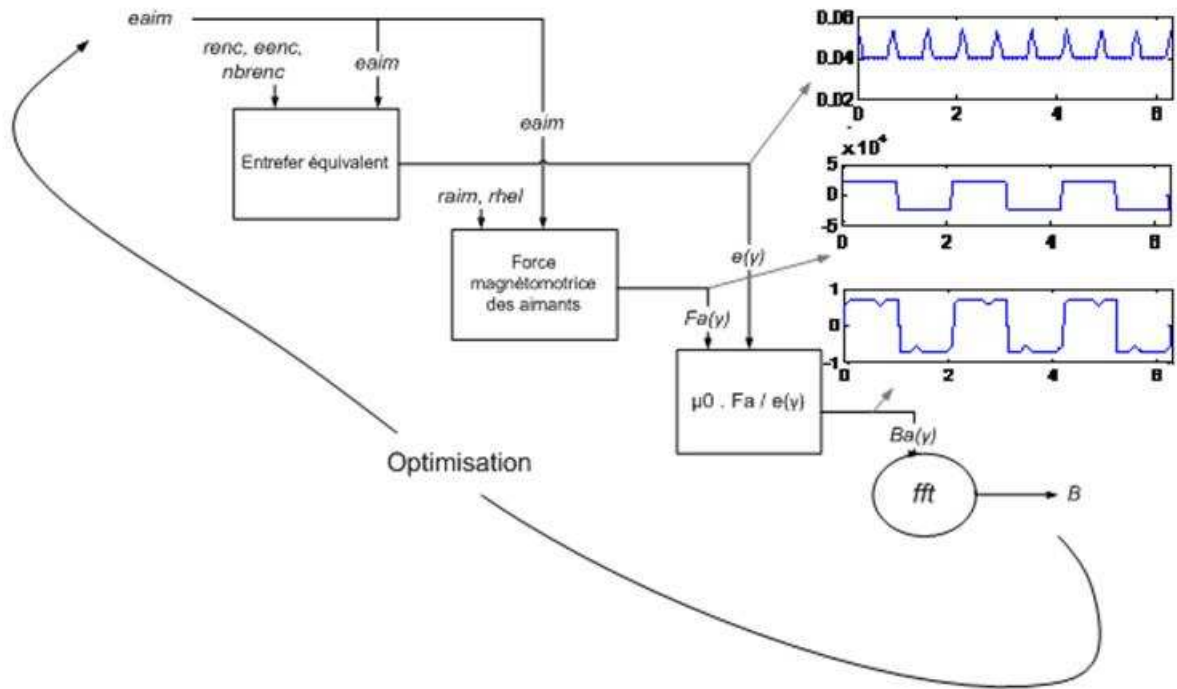 eaim
renc, eenc,
nbrenc
eaim
eaim
Entrefer équivalent
raim, rhel
Force
magnétomotrice
des aimants
e(γ)
Fa(γ)
μ0 . Fa / e(γ)
Ba(γ)
fft
B
Optimisation
0.06
0.04
0.02
0 2 4 6
x10⁴
5
0
-5
0 2 4 6
1
0
-1
0 2 4 6